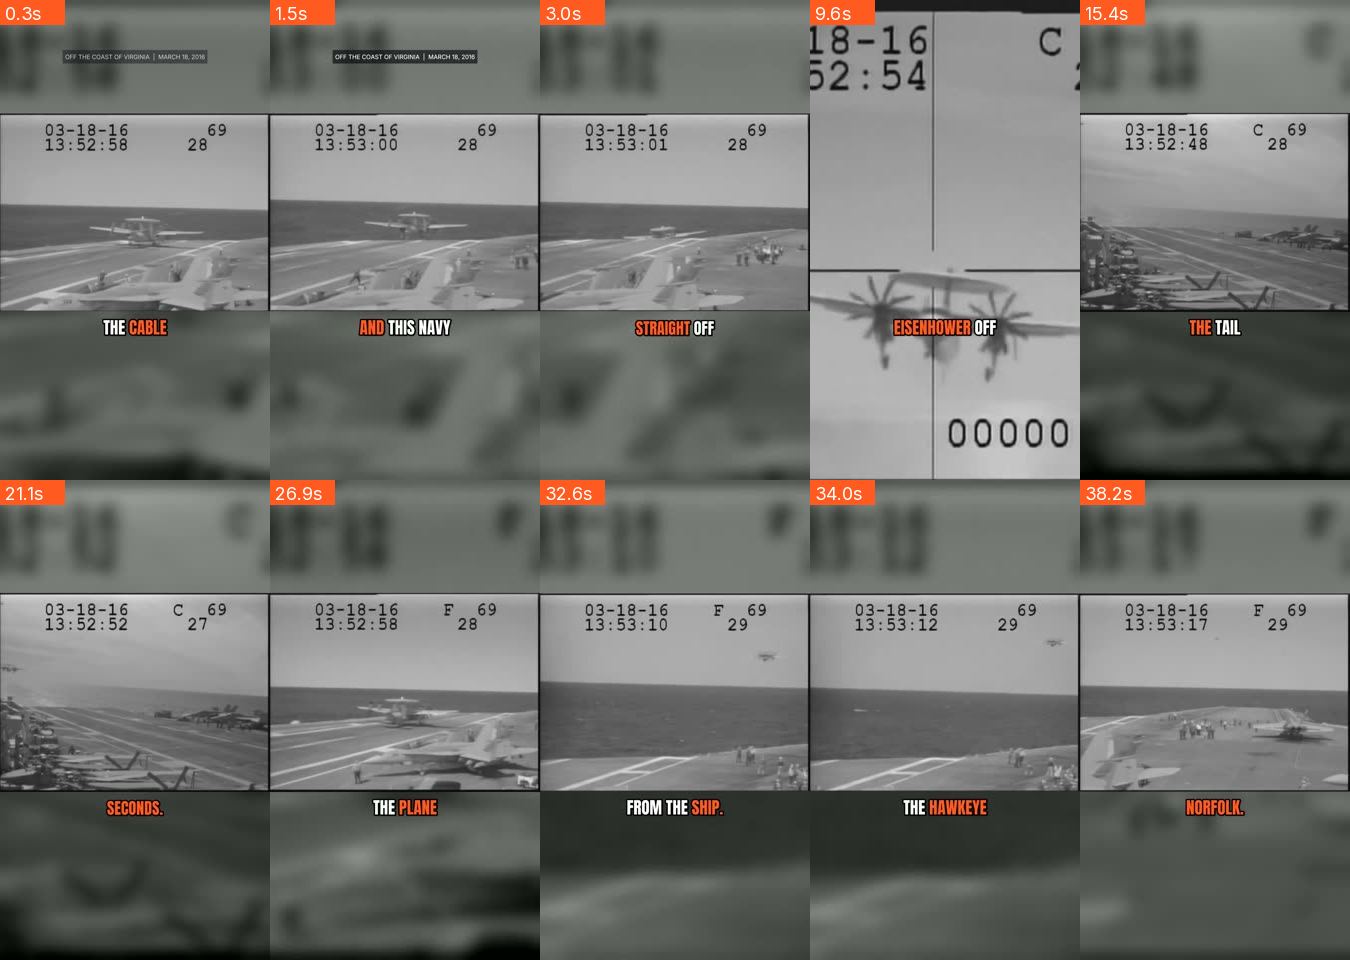 0.3s
OFF THE COAST OF VIRGINIA | MARCH 18, 2016
03-18-16 69
13:52:58 28
THE CABLE
1.5s
OFF THE COAST OF VIRGINIA | MARCH 18, 2016
03-18-16 69
13:53:00 28
AND THIS NAVY
3.0s
03-18-16 69
13:53:01 28
STRAIGHT OFF
9.6s
18-16 C
52:54
EISENHOWER OFF
00000
15.4s
03-18-16 C 69
13:52:48 28
THE TAIL
21.1s
03-18-16 C 69
13:52:52 27
SECONDS.
26.9s
03-18-16 F 69
13:52:58 28
THE PLANE
32.6s
03-18-16 F 69
13:53:10 29
FROM THE SHIP.
34.0s
03-18-16 69
13:53:12 29
THE HAWKEYE
38.2s
03-18-16 F 69
13:53:17 29
NORFOLK.